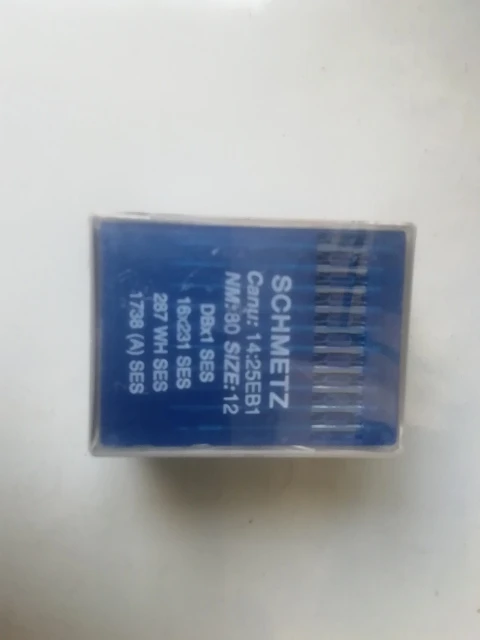 SCHMETZ
Canu: 14:25EB1
NM: 80 SIZE: 12
DBx1 SES
16x231 SES
287 WH SES
1738 (A) SES